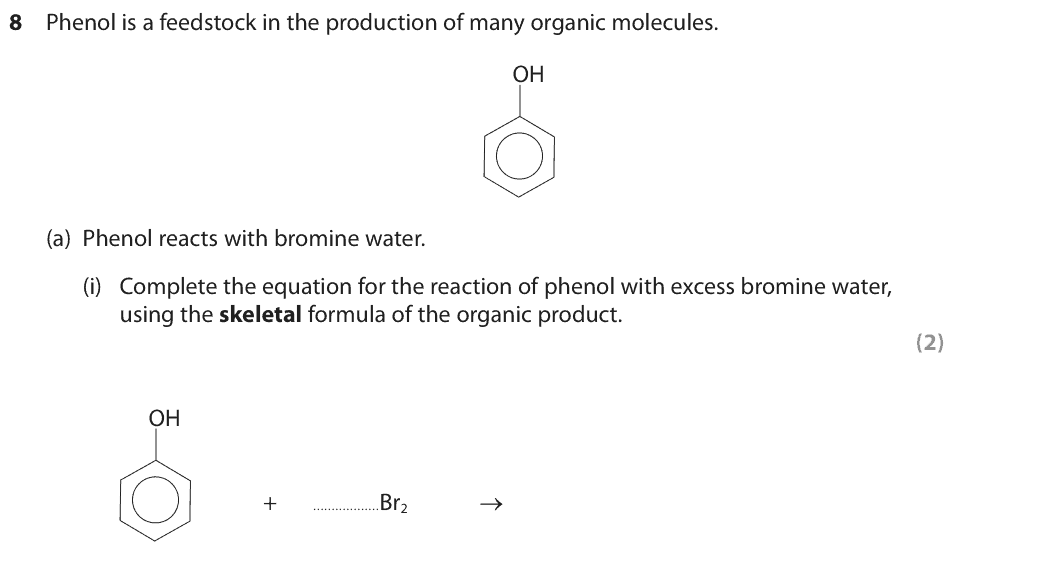 8 Phenol is a feedstock in the production of many organic molecules.
OH
(a) Phenol reacts with bromine water.
(i) Complete the equation for the reaction of phenol with excess bromine water,
using the skeletal formula of the organic product.
(2)
OH
+ ..................Br₂ →